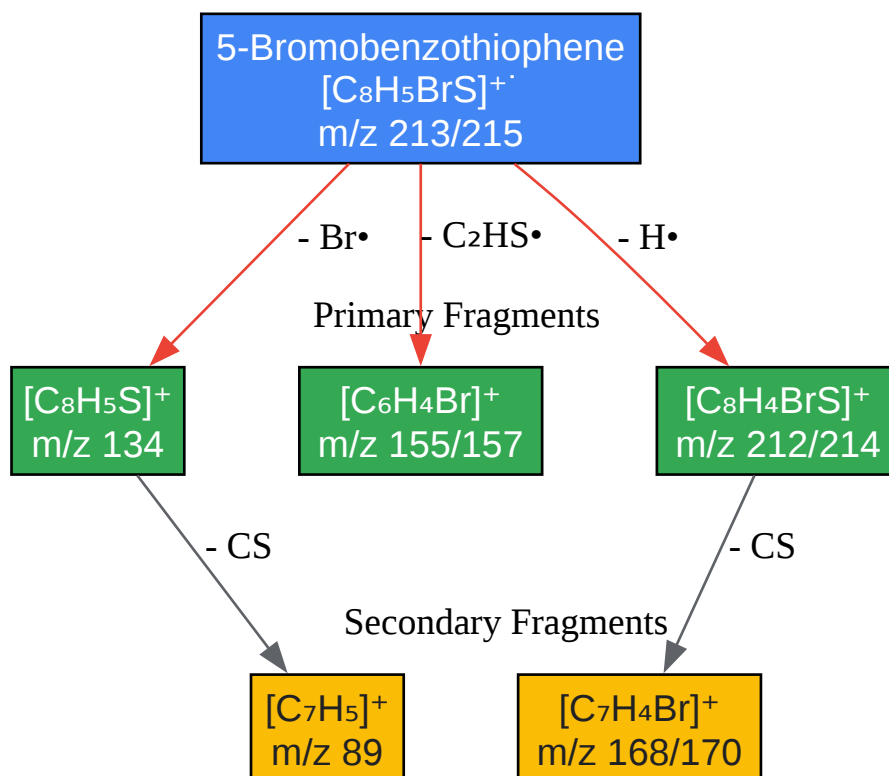 5-Bromobenzothiophene
[C₈H₅BrS]⁺˙
m/z 213/215
- Br•
- C₂HS•
- H•
Primary Fragments
[C₈H₅S]⁺
m/z 134
[C₆H₄Br]⁺
m/z 155/157
[C₈H₄BrS]⁺
m/z 212/214
- CS
- CS
Secondary Fragments
[C₇H₅]⁺
m/z 89
[C₇H₄Br]⁺
m/z 168/170